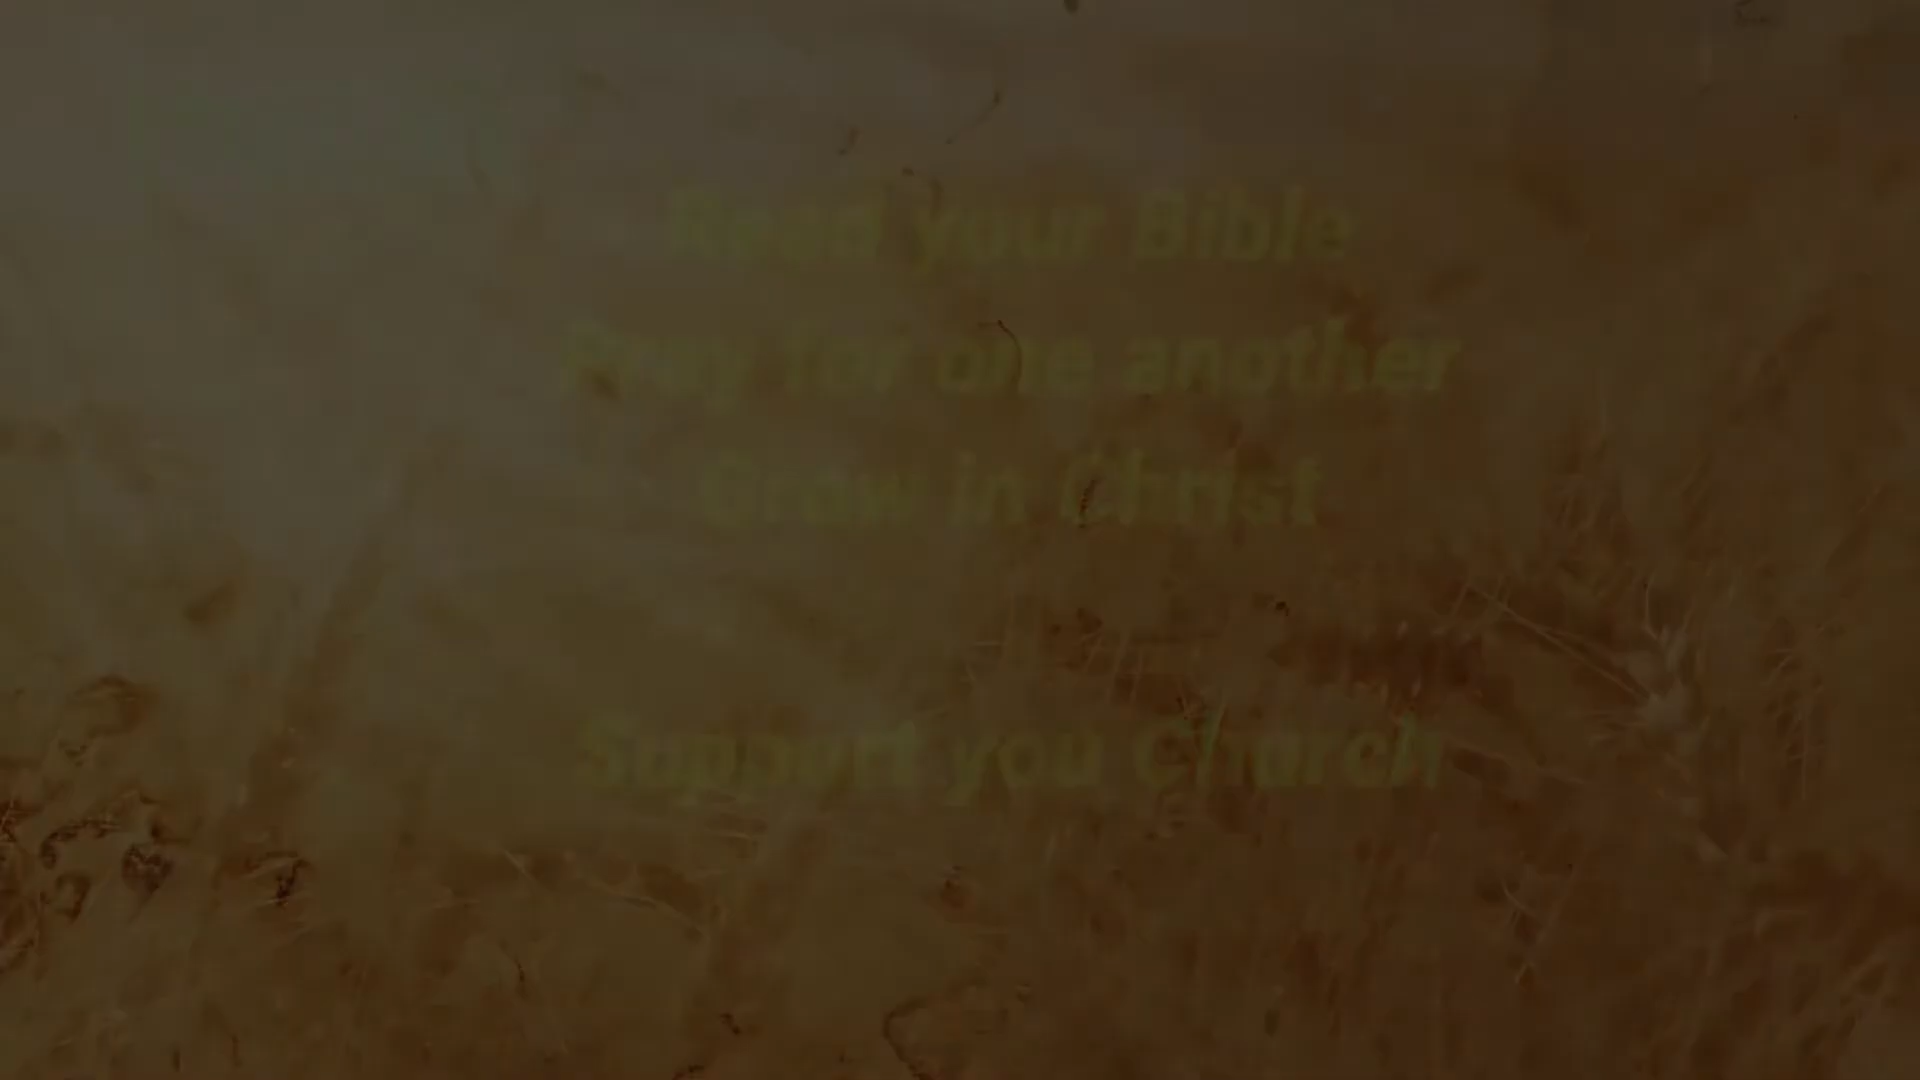 Read your Bible
Pray for one another
Grow in Christ
Support you Church